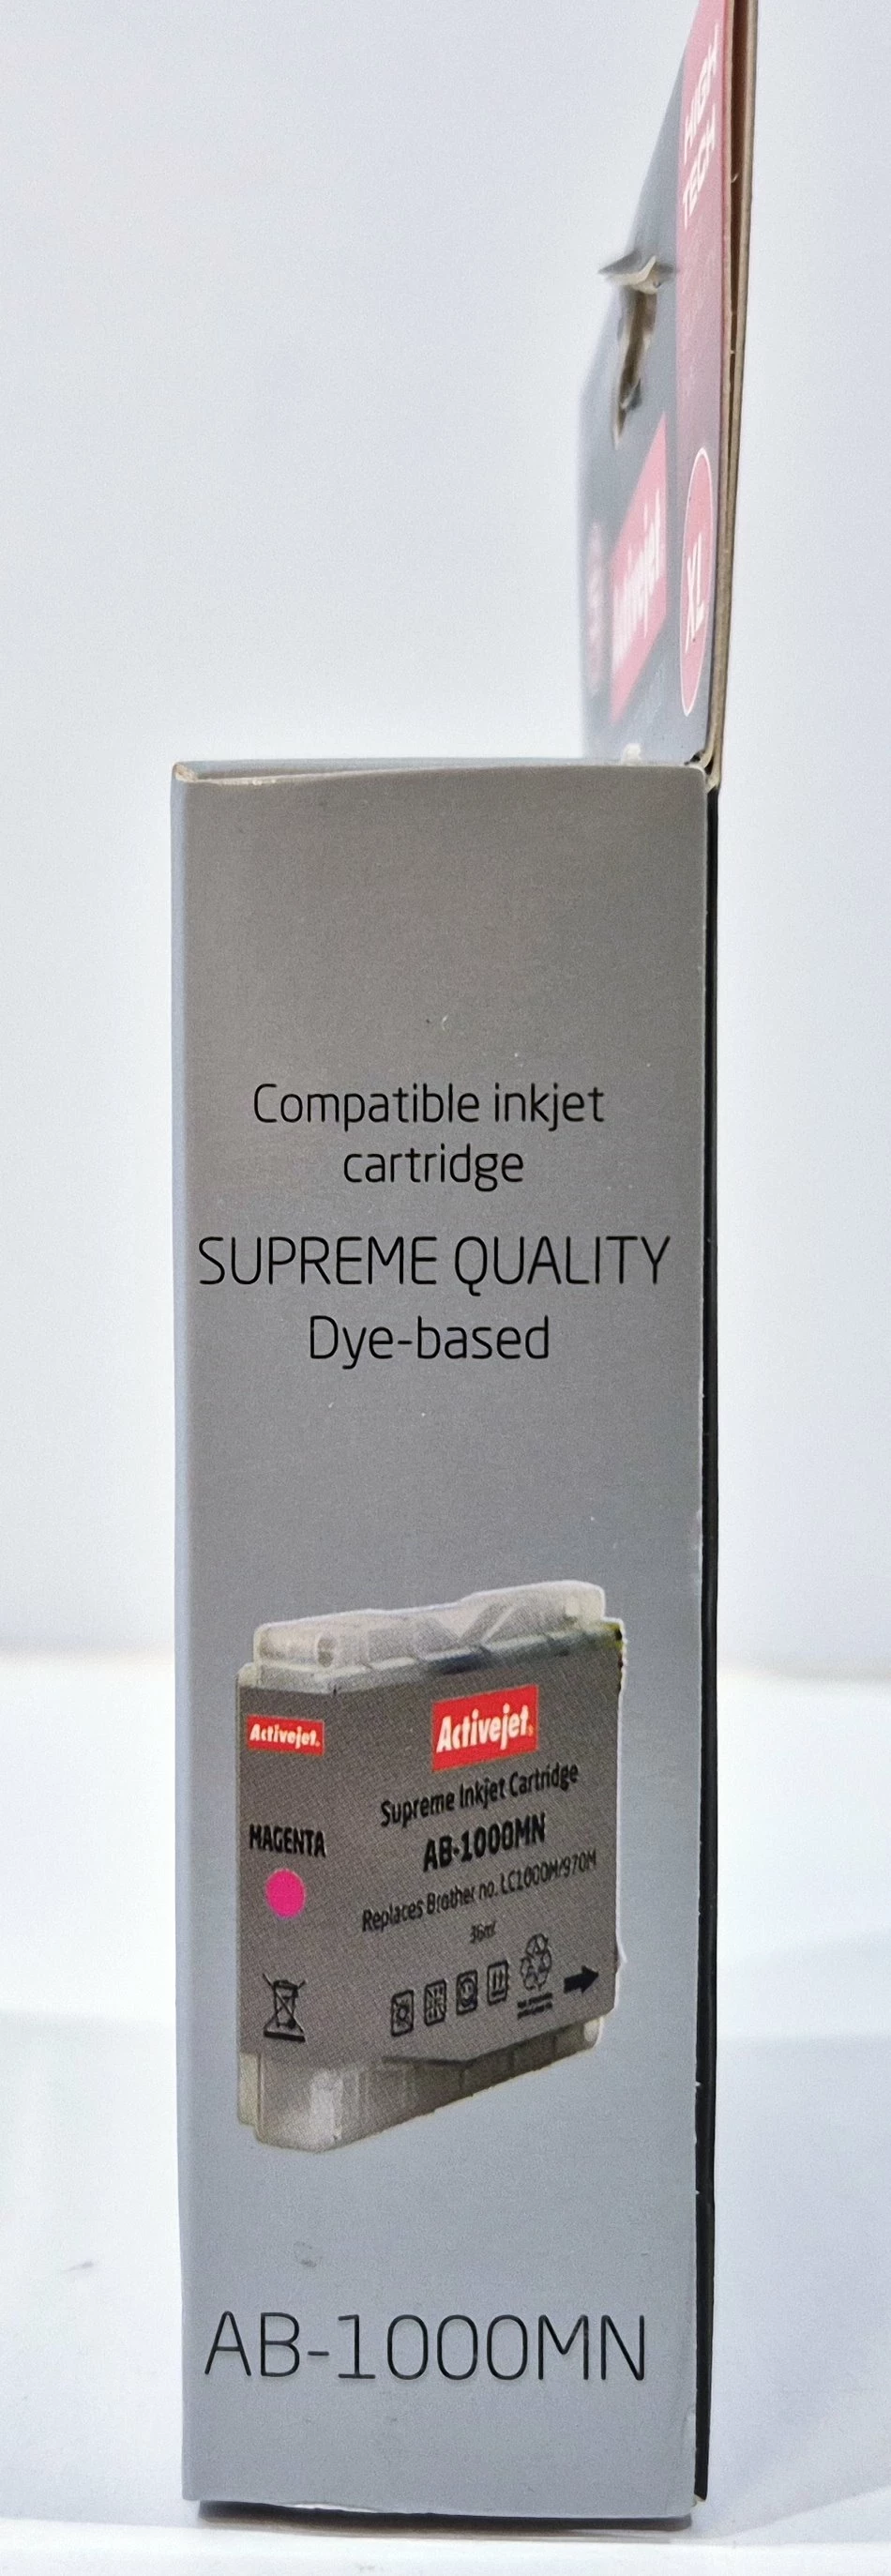 HIGH
TECH
Activejet
XL
Compatible inkjet
cartridge
SUPREME QUALITY
Dye-based
Activejet.
Activejet.
Supreme Inkjet Cartridge
MAGENTA
AB-1000MN
Replaces Brother no. LC1000M/970M
36ml
AB-1000MN